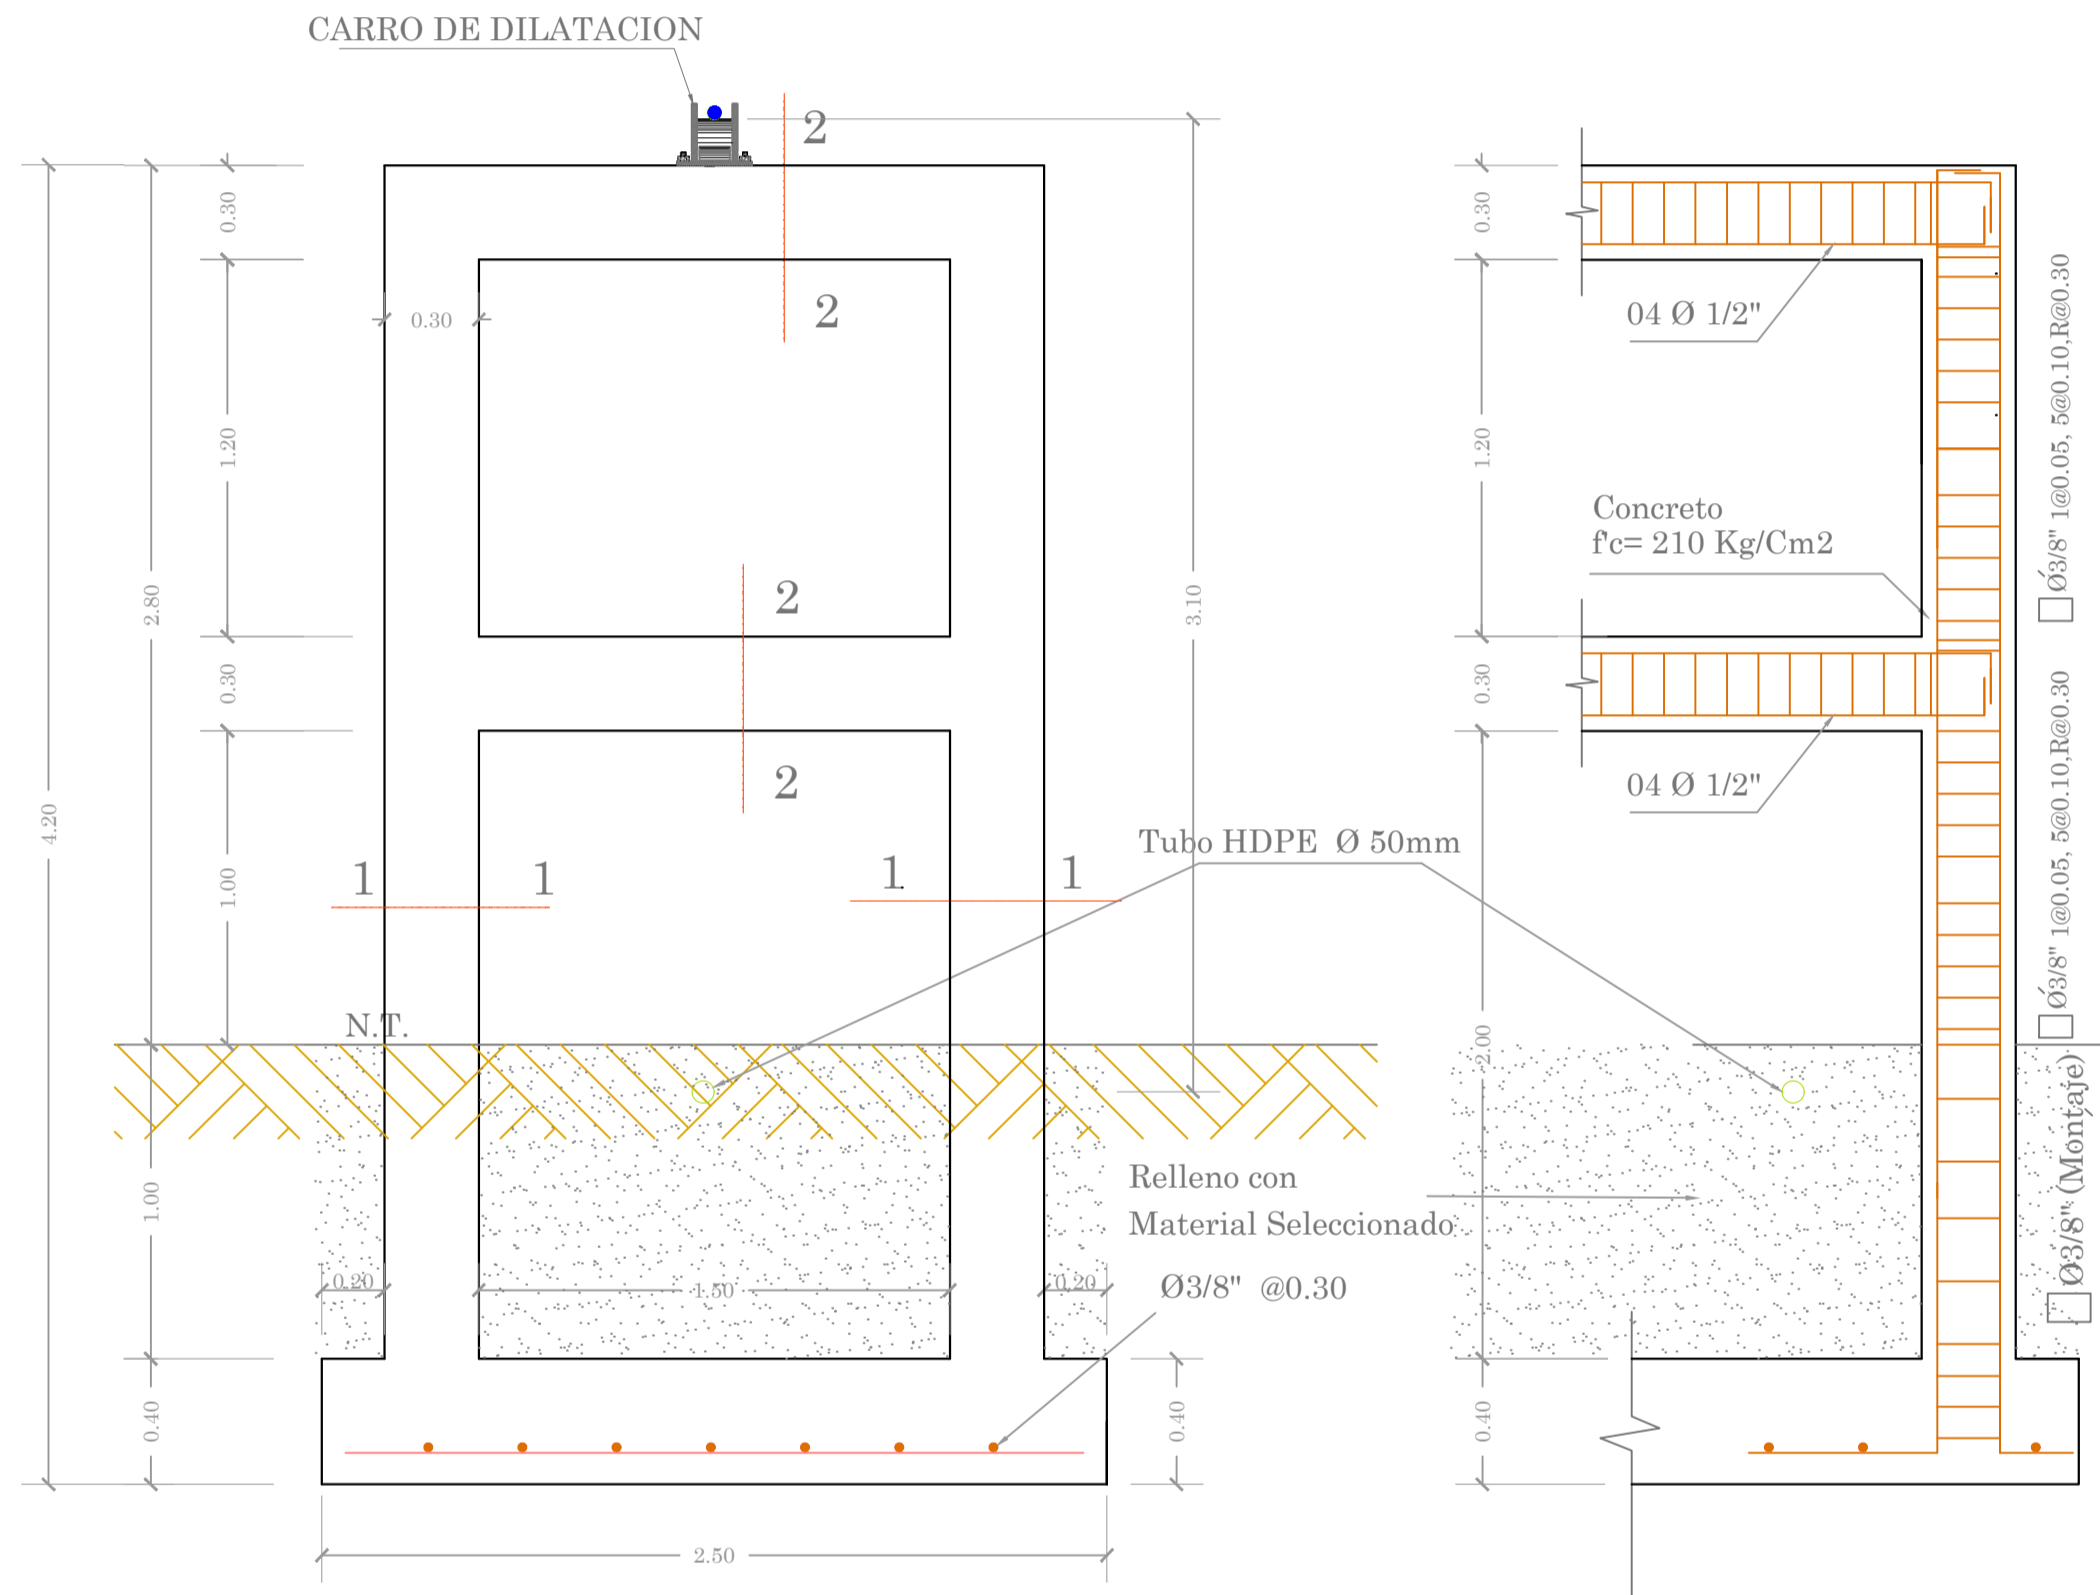 CARRO DE DILATACION
2
0.30
0.30
0.30
2
04 Ø 1/2"
1.20
1.20
Concreto
f'c= 210 Kg/Cm2
Ø3/8" 1@0.05, 5@0.10,R@0.30
2.80
3.10
2
0.30
0.30
2
04 Ø 1/2"
4.20
1.00
Tubo HDPE Ø 50mm
1
1
1.
1
Ø3/8" 1@0.05, 5@0.10,R@0.30
N.T.
2.00
1.00
Relleno con
Material Seleccionado
Ø3/8" (Montaje)
0.20
1.50
0.20
Ø3/8" @0.30
0.40
0.40
0.40
2.50